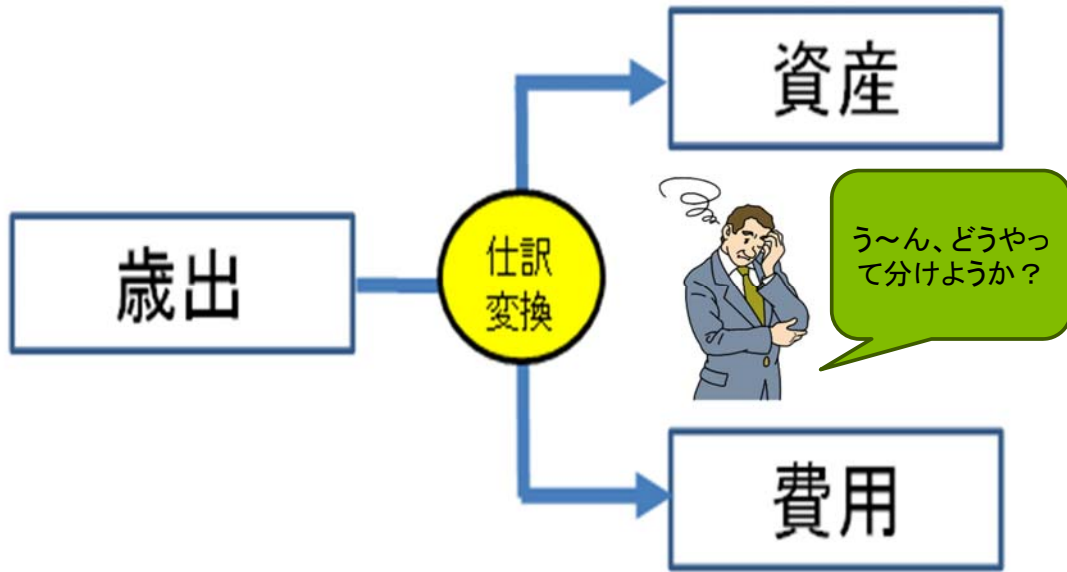 資産
歳出
仕訳
変換
う～ん、どうやっ
て分けようか？
費用